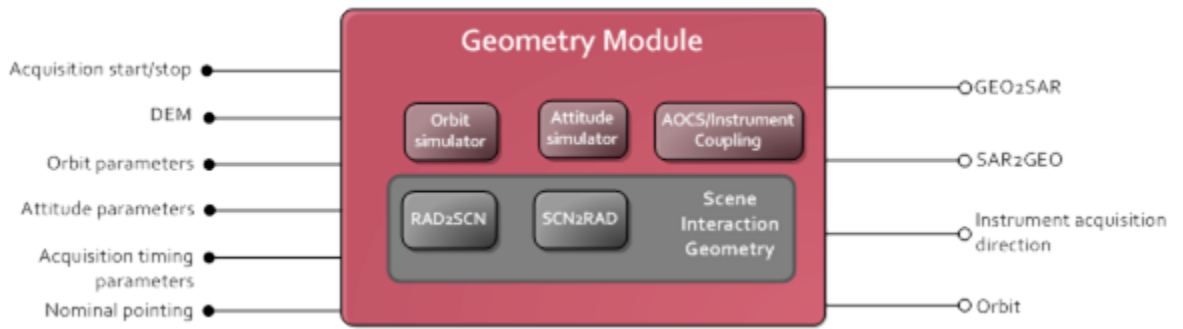 Geometry Module
Acquisition start/stop
DEM
Orbit parameters
Attitude parameters
Acquisition timing
parameters
Nominal pointing
Orbit
simulator
Attitude
simulator
AOCS/Instrument
Coupling
RAD2SCN
SCN2RAD
Scene
Interaction
Geometry
GEO2SAR
SAR2GEO
Instrument acquisition
direction
Orbit